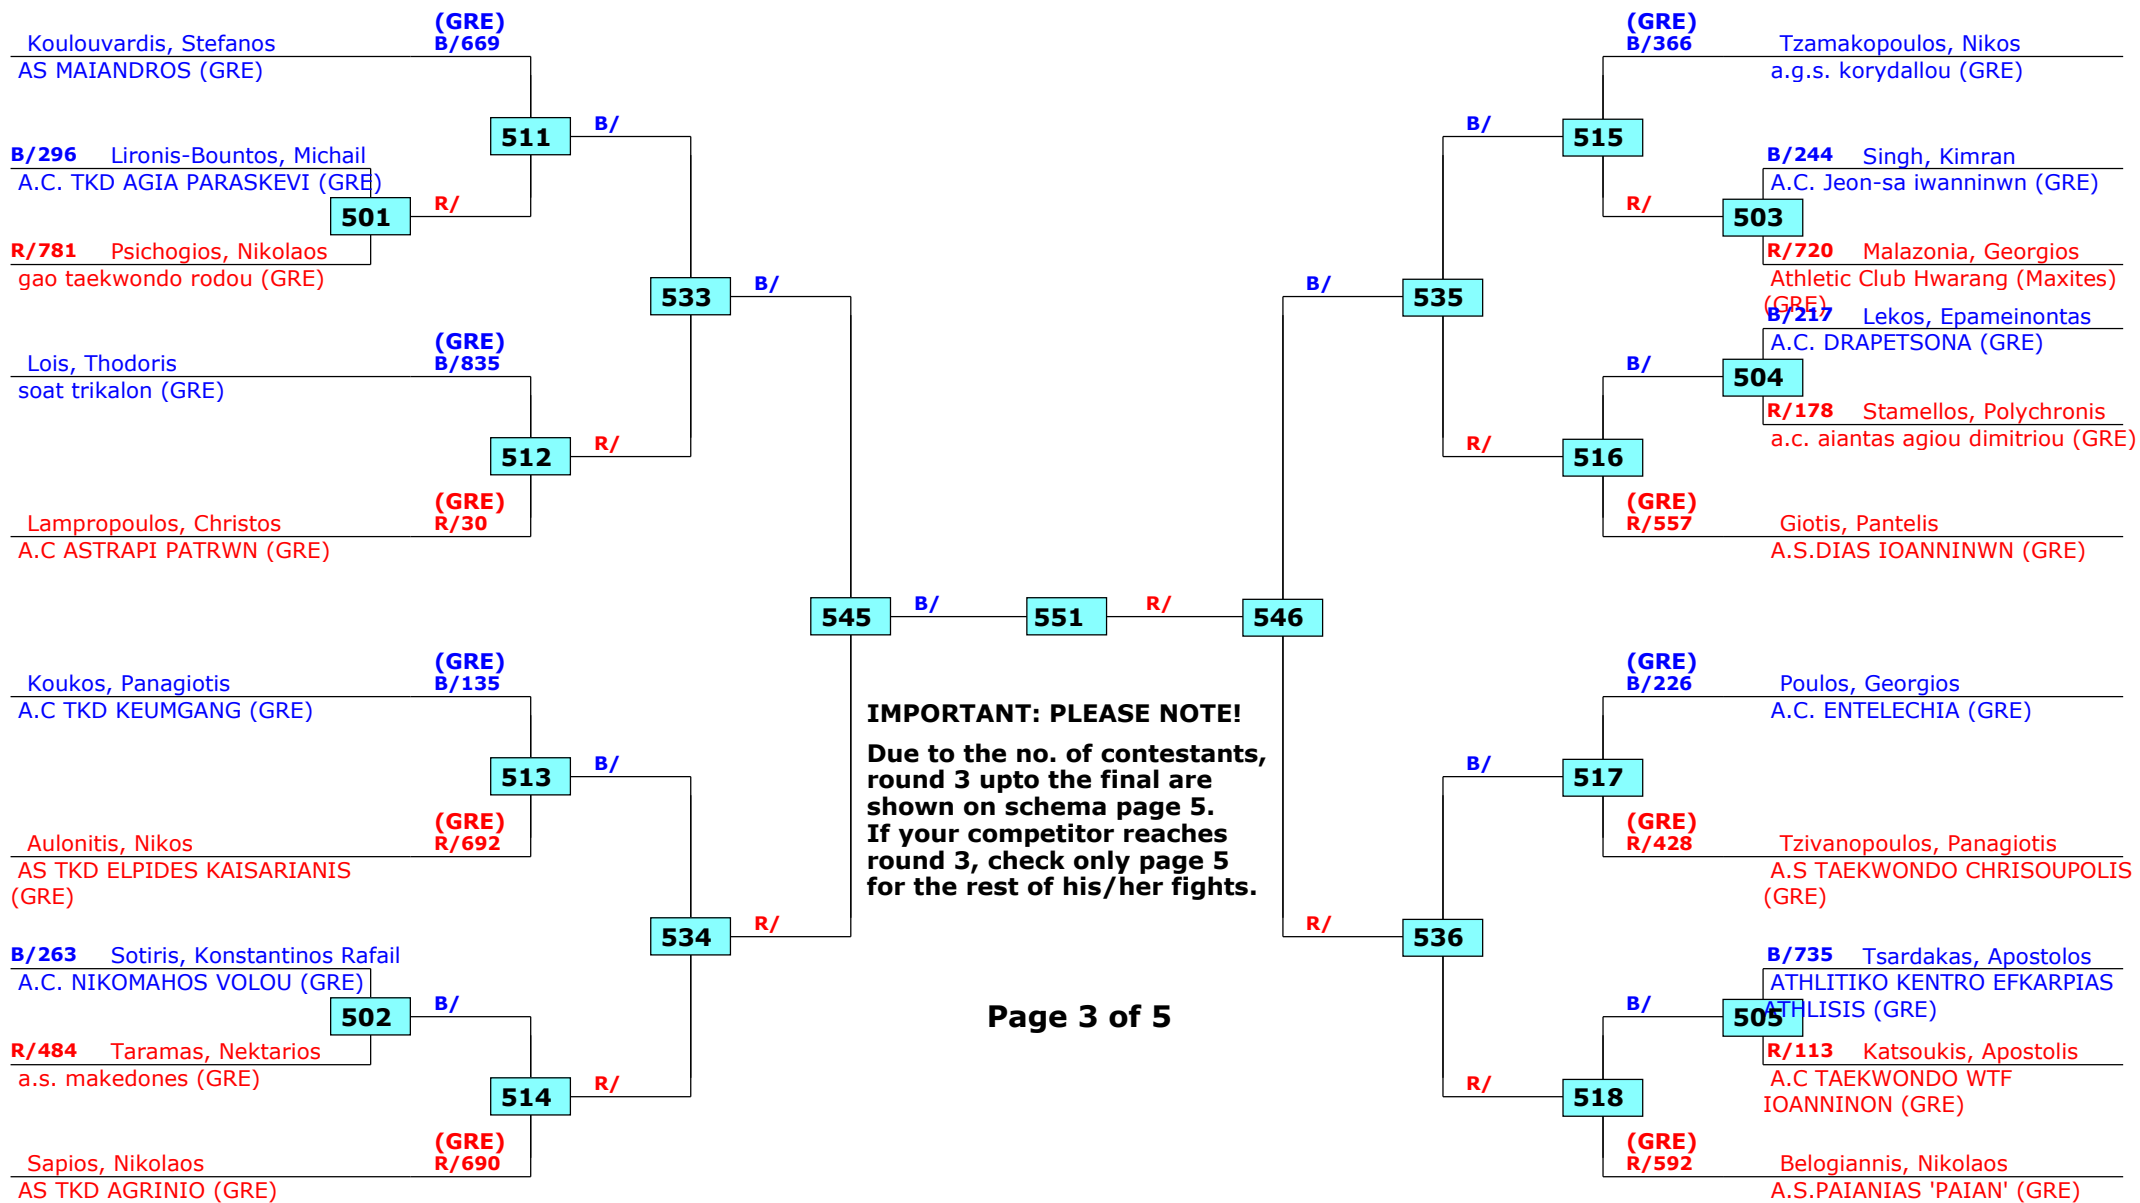 (GRE)
Koulouvardis, Stefanos B/669
AS MAIANDROS (GRE)
511
B/
B/296 Lironis-Bountos, Michail
A.C. TKD AGIA PARASKEVI (GRE)
501
R/
R/781 Psichogios, Nikolaos
gao taekwondo rodou (GRE)
533
B/
(GRE)
Lois, Thodoris B/835
soat trikalon (GRE)
512
R/
(GRE)
Lampropoulos, Christos R/30
A.C ASTRAPI PATRWN (GRE)
545
B/
551
R/
546
(GRE)
Koukos, Panagiotis B/135
A.C TKD KEUMGANG (GRE)
513
B/
(GRE)
Aulonitis, Nikos R/692
AS TKD ELPIDES KAISARIANIS
(GRE)
534
R/
B/263 Sotiris, Konstantinos Rafail
A.C. NIKOMAHOS VOLOU (GRE)
502
B/
R/484 Taramas, Nektarios
a.s. makedones (GRE)
514
R/
(GRE)
Sapios, Nikolaos R/690
AS TKD AGRINIO (GRE)
IMPORTANT: PLEASE NOTE!
Due to the no. of contestants,
round 3 upto the final are
shown on schema page 5.
If your competitor reaches
round 3, check only page 5
for the rest of his/her fights.
Page 3 of 5
(GRE)
B/366 Tzamakopoulos, Nikos
a.g.s. korydallou (GRE)
B/
515
B/244 Singh, Kimran
A.C. Jeon-sa iwanninwn (GRE)
R/
503
R/720 Malazonia, Georgios
Athletic Club Hwarang (Maxites)
(GRE)
B/
535
B/217 Lekos, Epameinontas
A.C. DRAPETSONA (GRE)
B/
504
R/178 Stamellos, Polychronis
a.c. aiantas agiou dimitriou (GRE)
R/
516
(GRE)
R/557 Giotis, Pantelis
A.S.DIAS IOANNINWN (GRE)
(GRE)
B/226 Poulos, Georgios
A.C. ENTELECHIA (GRE)
B/
517
(GRE)
R/428 Tzivanopoulos, Panagiotis
A.S TAEKWONDO CHRISOUPOLIS
(GRE)
R/
536
B/735 Tsardakas, Apostolos
ATHLITIKO KENTRO EFKARPIAS
ATHLISIS (GRE)
B/
505
R/113 Katsoukis, Apostolis
A.C TAEKWONDO WTF
IOANNINON (GRE)
R/
518
(GRE)
R/592 Belogiannis, Nikolaos
A.S.PAIANIAS 'PAIAN' (GRE)